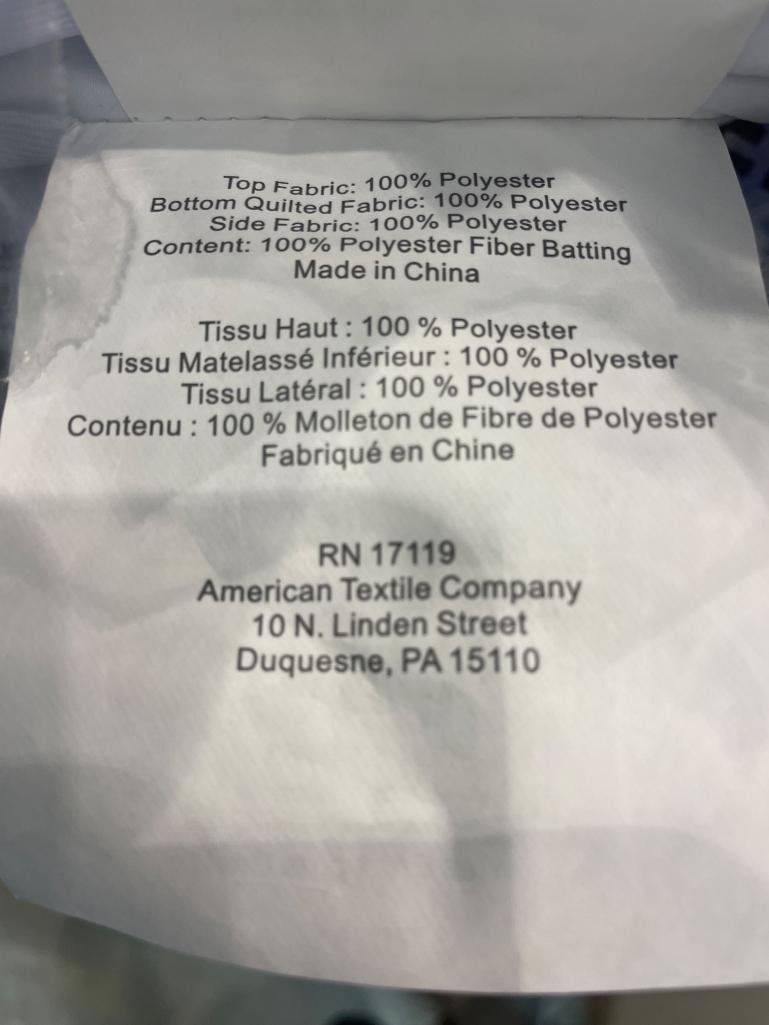 Top Fabric: 100% Polyester
Bottom Quilted Fabric: 100% Polyester
Side Fabric: 100% Polyester
Content: 100% Polyester Fiber Batting
Made in China
Tissu Haut : 100 % Polyester
Tissu Matelassé Inférieur : 100 % Polyester
Tissu Latéral : 100 % Polyester
Contenu : 100 % Molleton de Fibre de Polyester
Fabriqué en Chine
RN 17119
American Textile Company
10 N. Linden Street
Duquesne, PA 15110